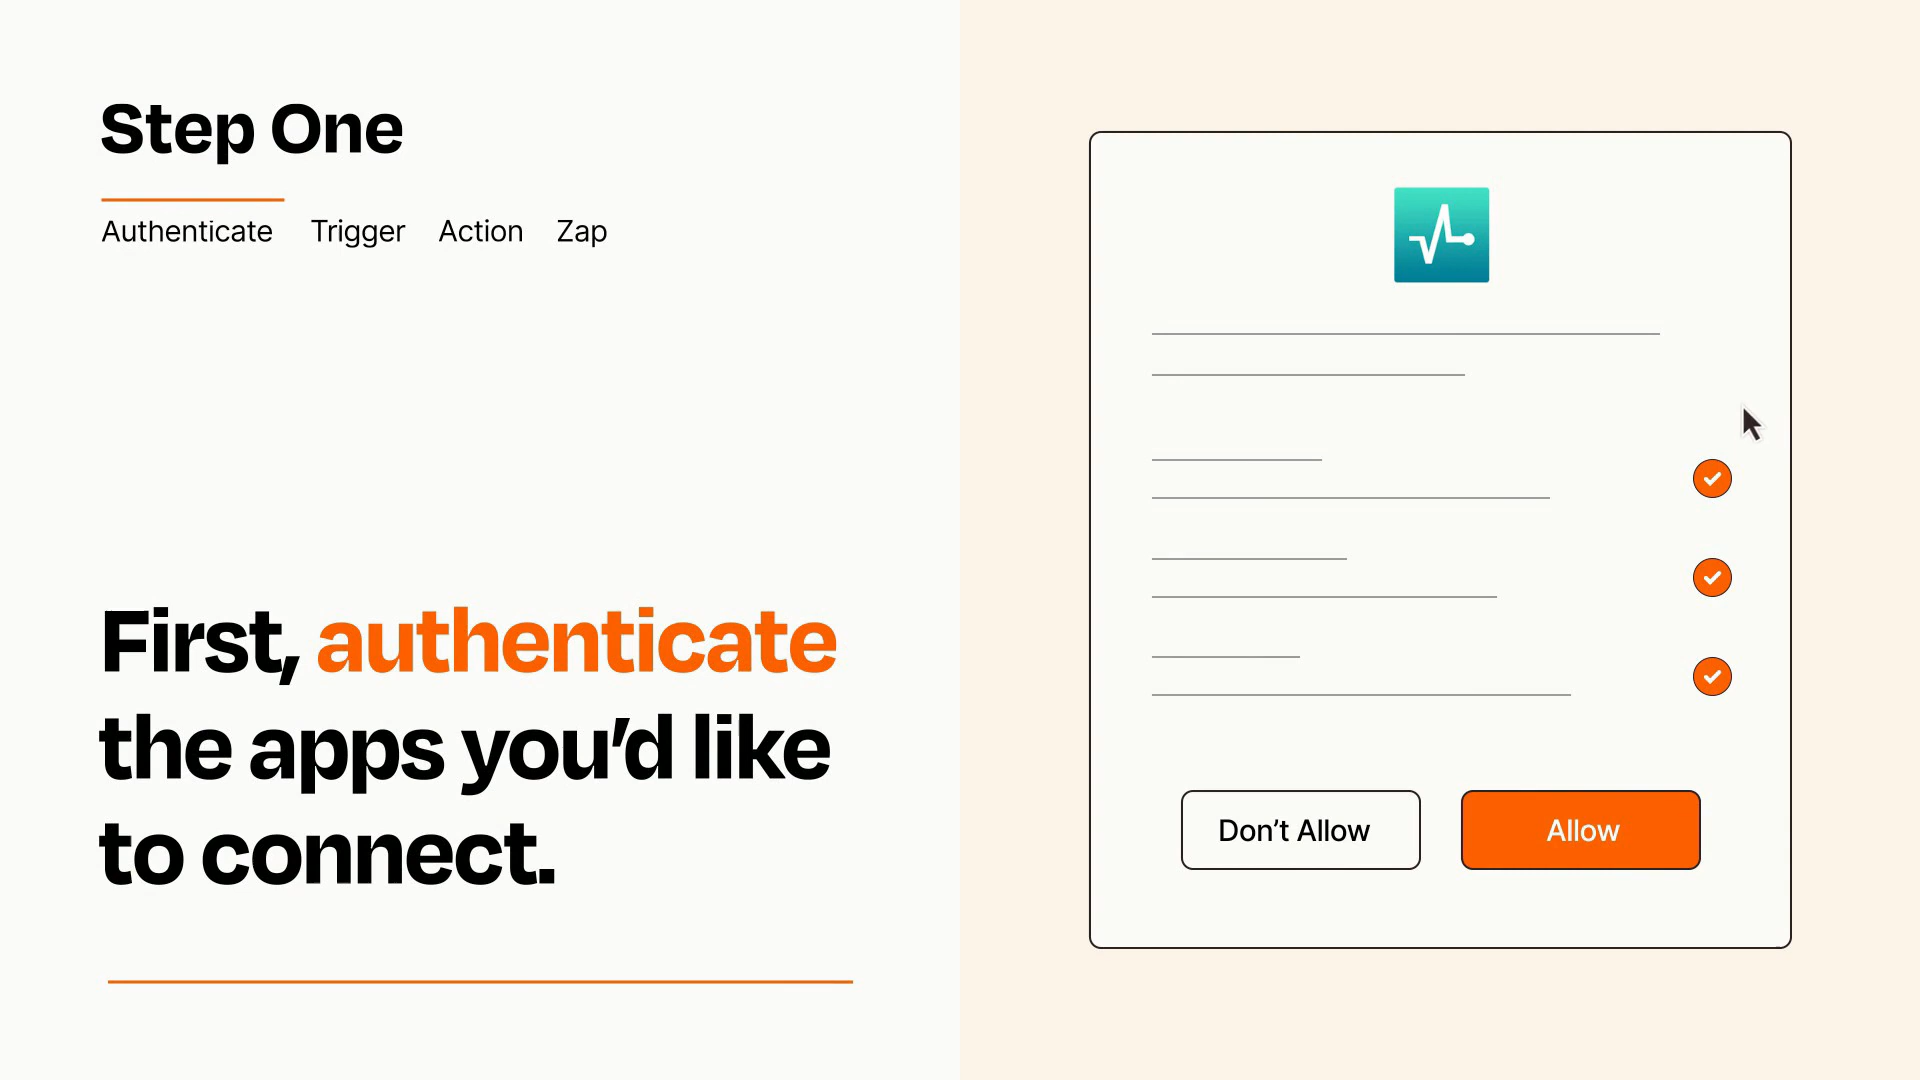 Step One
Authenticate Trigger Action Zap
First, authenticate
the apps you’d like
to connect.
Don’t Allow
Allow